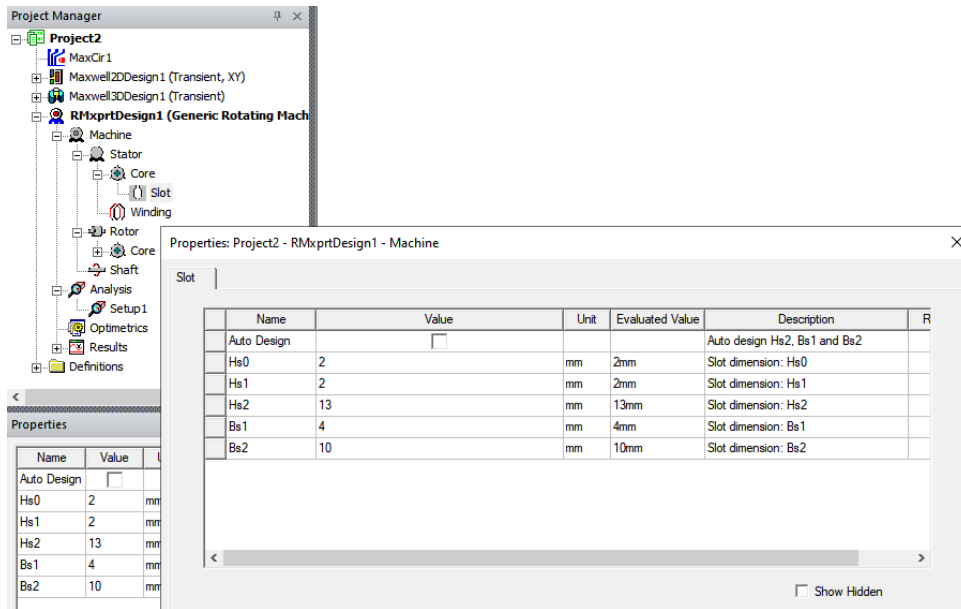 Project Manager
Project2
MaxCir1
Maxwell2DDesign1 (Transient, XY)
Maxwell3DDesign1 (Transient)
RMxprtDesign1 (Generic Rotating Mach
Machine
Stator
Core
Slot
Winding
Rotor
Core
Shaft
Analysis
Setup1
Optimetrics
Results
Definitions
Properties
Name Value U
Auto Design
Hs0 2 mm
Hs1 2 mm
Hs2 13 mm
Bs1 4 mm
Bs2 10 mm
Properties: Project2 - RMxprtDesign1 - Machine
Slot
Name Value Unit Evaluated Value Description R
Auto Design Auto design Hs2, Bs1 and Bs2
Hs0 2 mm 2mm Slot dimension: Hs0
Hs1 2 mm 2mm Slot dimension: Hs1
Hs2 13 mm 13mm Slot dimension: Hs2
Bs1 4 mm 4mm Slot dimension: Bs1
Bs2 10 mm 10mm Slot dimension: Bs2
Show Hidden